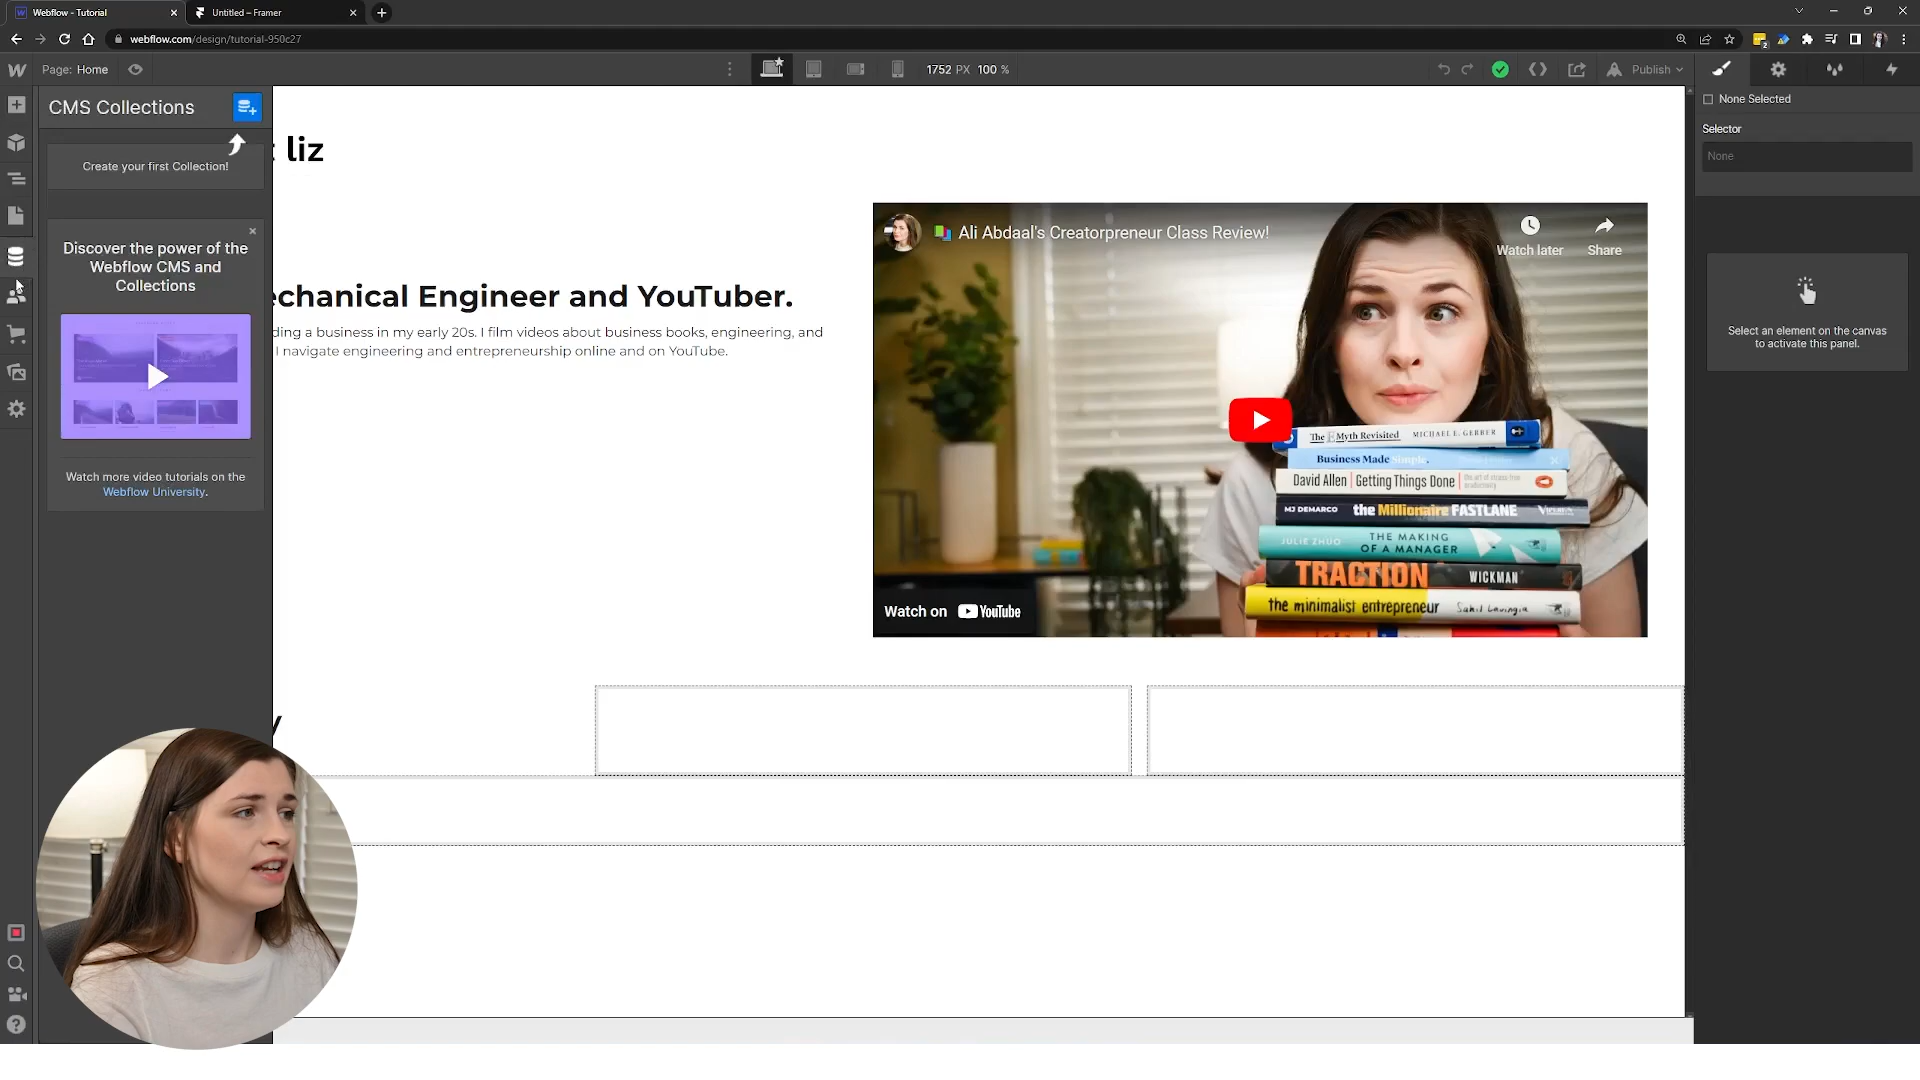 Webflow - Tutorial
Untitled – Framer
webflow.com/design/tutorial-950c27
Page: Home
1752 PX 100 %
Publish
CMS Collections
None Selected
Selector
None
Create your first Collection!
: liz
Ali Abdaal's Creatorpreneur Class Review!
Watch later
Share
Discover the power of the
Webflow CMS and
Collections
echanical Engineer and YouTuber.
ding a business in my early 20s. I film videos about business books, engineering, and
I navigate engineering and entrepreneurship online and on YouTube.
Select an element on the canvas
to activate this panel.
The E Myth Revisited MICHAEL E. GERBER
Business Made Simple.
David Allen | Getting Things Done
MJ DEMARCO the Millionaire FASTLANE
JULIE ZHUO THE MAKING
OF A MANAGER
TRACTION WICKMAN
the minimalist entrepreneur Sahil Lavingia
Watch more video tutorials on the
Webflow University.
Watch on YouTube
y